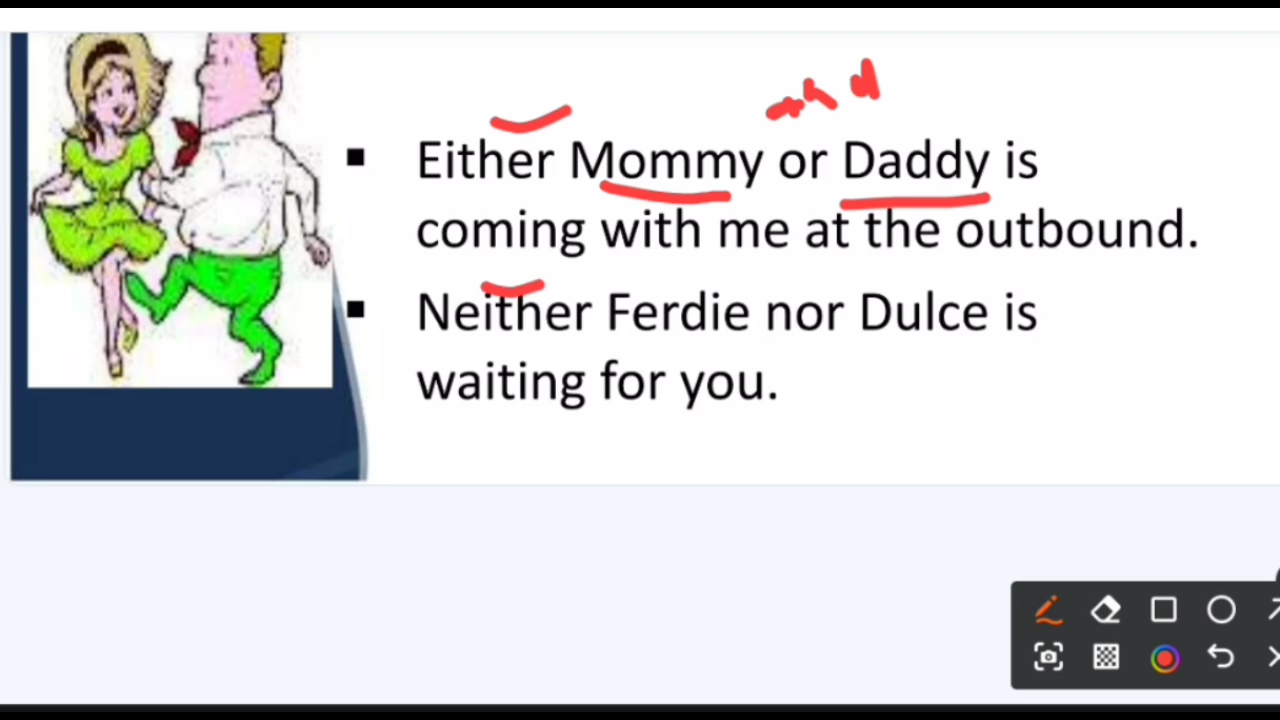 and
Either Mommy or Daddy is
coming with me at the outbound.
Neither Ferdie nor Dulce is
waiting for you.